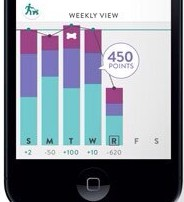 WEEKLY VIEW
450
POINTS
S M T W R F S
+2 -50 +100 +10 -620